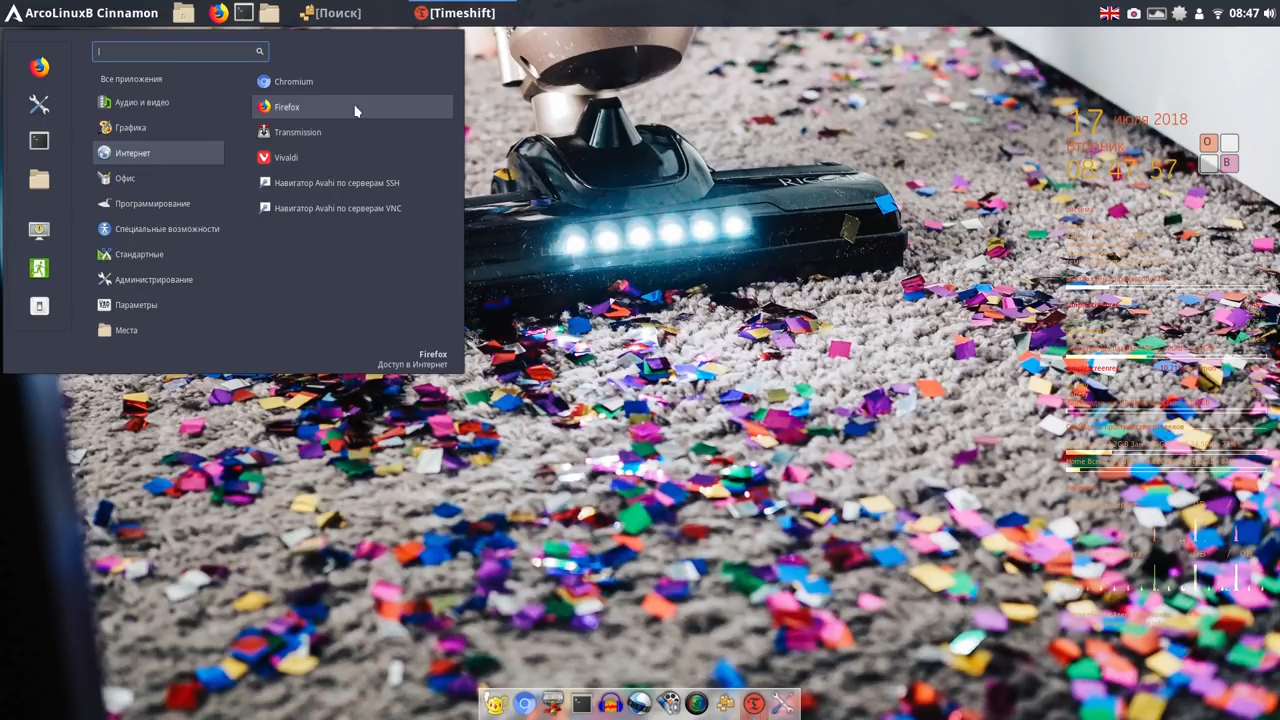 ArcoLinuxB Cinnamon
[Поиск]
[Timeshift]
08:47
Все приложения
Аудио и видео
Графика
Интернет
Офис
Программирование
Специальные возможности
Стандартные
Администрирование
Параметры
Места
Chromium
Firefox
Transmission
Vivaldi
Навигатор Avahi по серверам SSH
Навигатор Avahi по серверам VNC
Firefox
Доступ в Интернет
17 июля 2018
Вторник
08:47:57
O
B